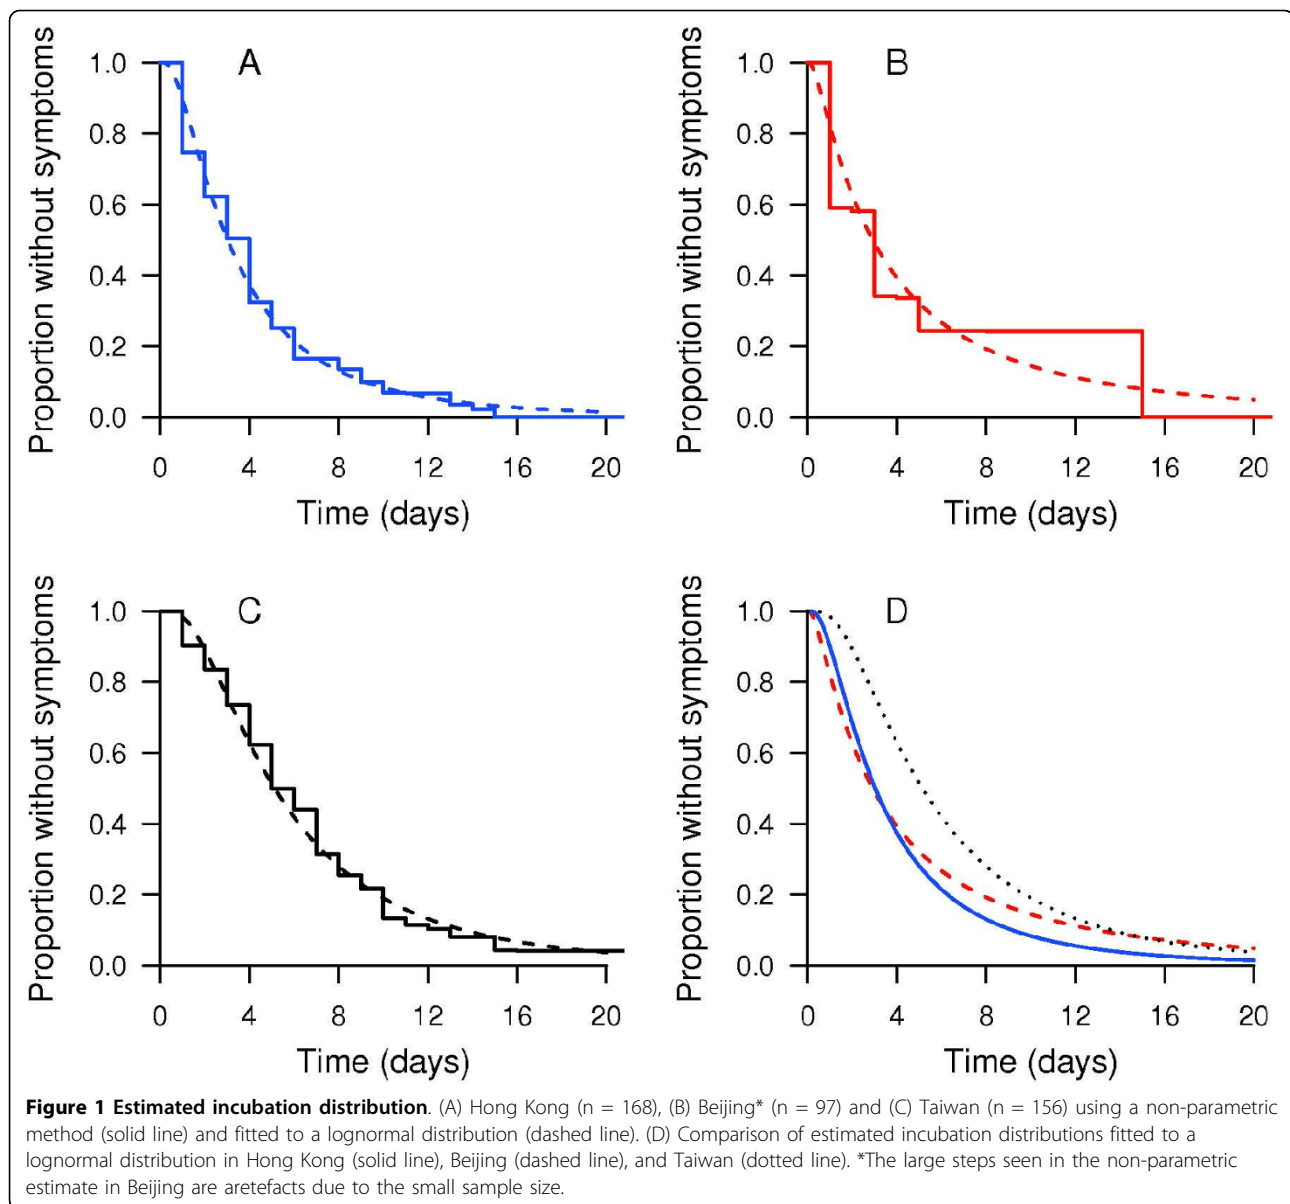 A
Proportion without symptoms
1.0
0.8
0.6
0.4
0.2
0.0
0 4 8 12 16 20
Time (days)
B
Proportion without symptoms
1.0
0.8
0.6
0.4
0.2
0.0
0 4 8 12 16 20
Time (days)
C
Proportion without symptoms
1.0
0.8
0.6
0.4
0.2
0.0
0 4 8 12 16 20
Time (days)
D
Proportion without symptoms
1.0
0.8
0.6
0.4
0.2
0.0
0 4 8 12 16 20
Time (days)
Figure 1 Estimated incubation distribution. (A) Hong Kong (n = 168), (B) Beijing* (n = 97) and (C) Taiwan (n = 156) using a non-parametric
method (solid line) and fitted to a lognormal distribution (dashed line). (D) Comparison of estimated incubation distributions fitted to a
lognormal distribution in Hong Kong (solid line), Beijing (dashed line), and Taiwan (dotted line). *The large steps seen in the non-parametric
estimate in Beijing are aretefacts due to the small sample size.